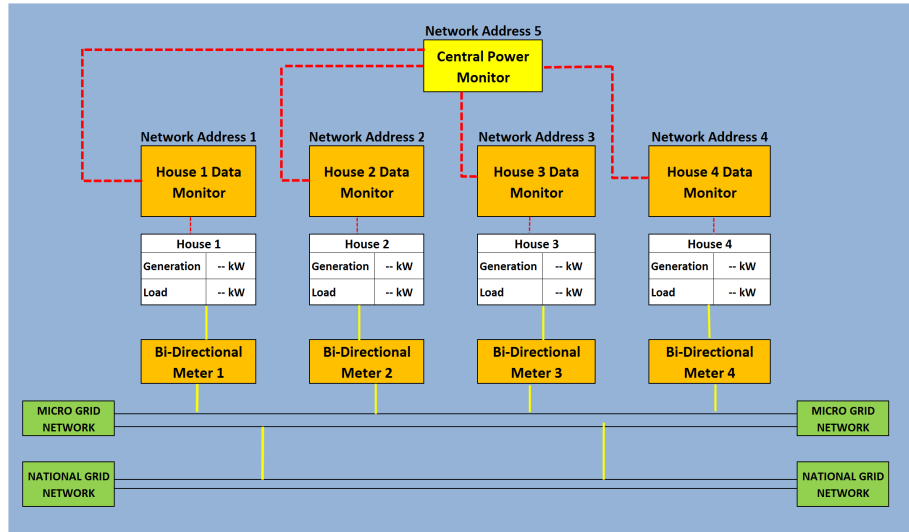 Network Address 5
Central Power
Monitor
Network Address 1
Network Address 2
Network Address 3
Network Address 4
House 1 Data
Monitor
House 2 Data
Monitor
House 3 Data
Monitor
House 4 Data
Monitor
House 1
Generation -- kW
Load -- kW
House 2
Generation -- kW
Load -- kW
House 3
Generation -- kW
Load -- kW
House 4
Generation -- kW
Load -- kW
Bi-Directional
Meter 1
Bi-Directional
Meter 2
Bi-Directional
Meter 3
Bi-Directional
Meter 4
MICRO GRID
NETWORK
MICRO GRID
NETWORK
NATIONAL GRID
NETWORK
NATIONAL GRID
NETWORK